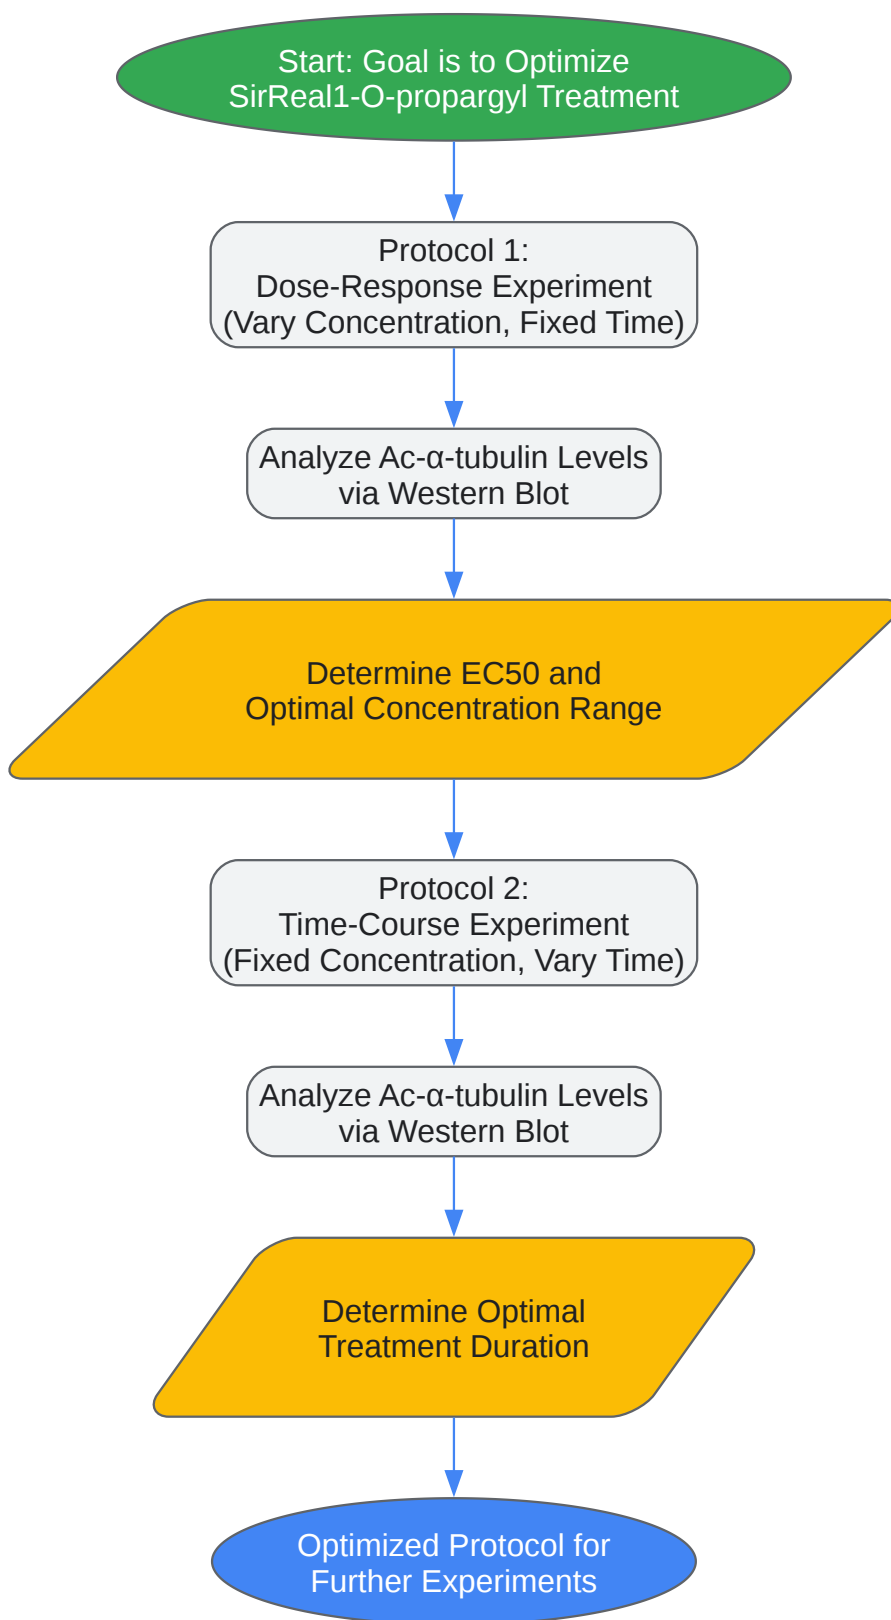 Start: Goal is to Optimize
SirReal1-O-propargyl Treatment
Protocol 1:
Dose-Response Experiment
(Vary Concentration, Fixed Time)
Analyze Ac-α-tubulin Levels
via Western Blot
Determine EC50 and
Optimal Concentration Range
Protocol 2:
Time-Course Experiment
(Fixed Concentration, Vary Time)
Analyze Ac-α-tubulin Levels
via Western Blot
Determine Optimal
Treatment Duration
Optimized Protocol for
Further Experiments